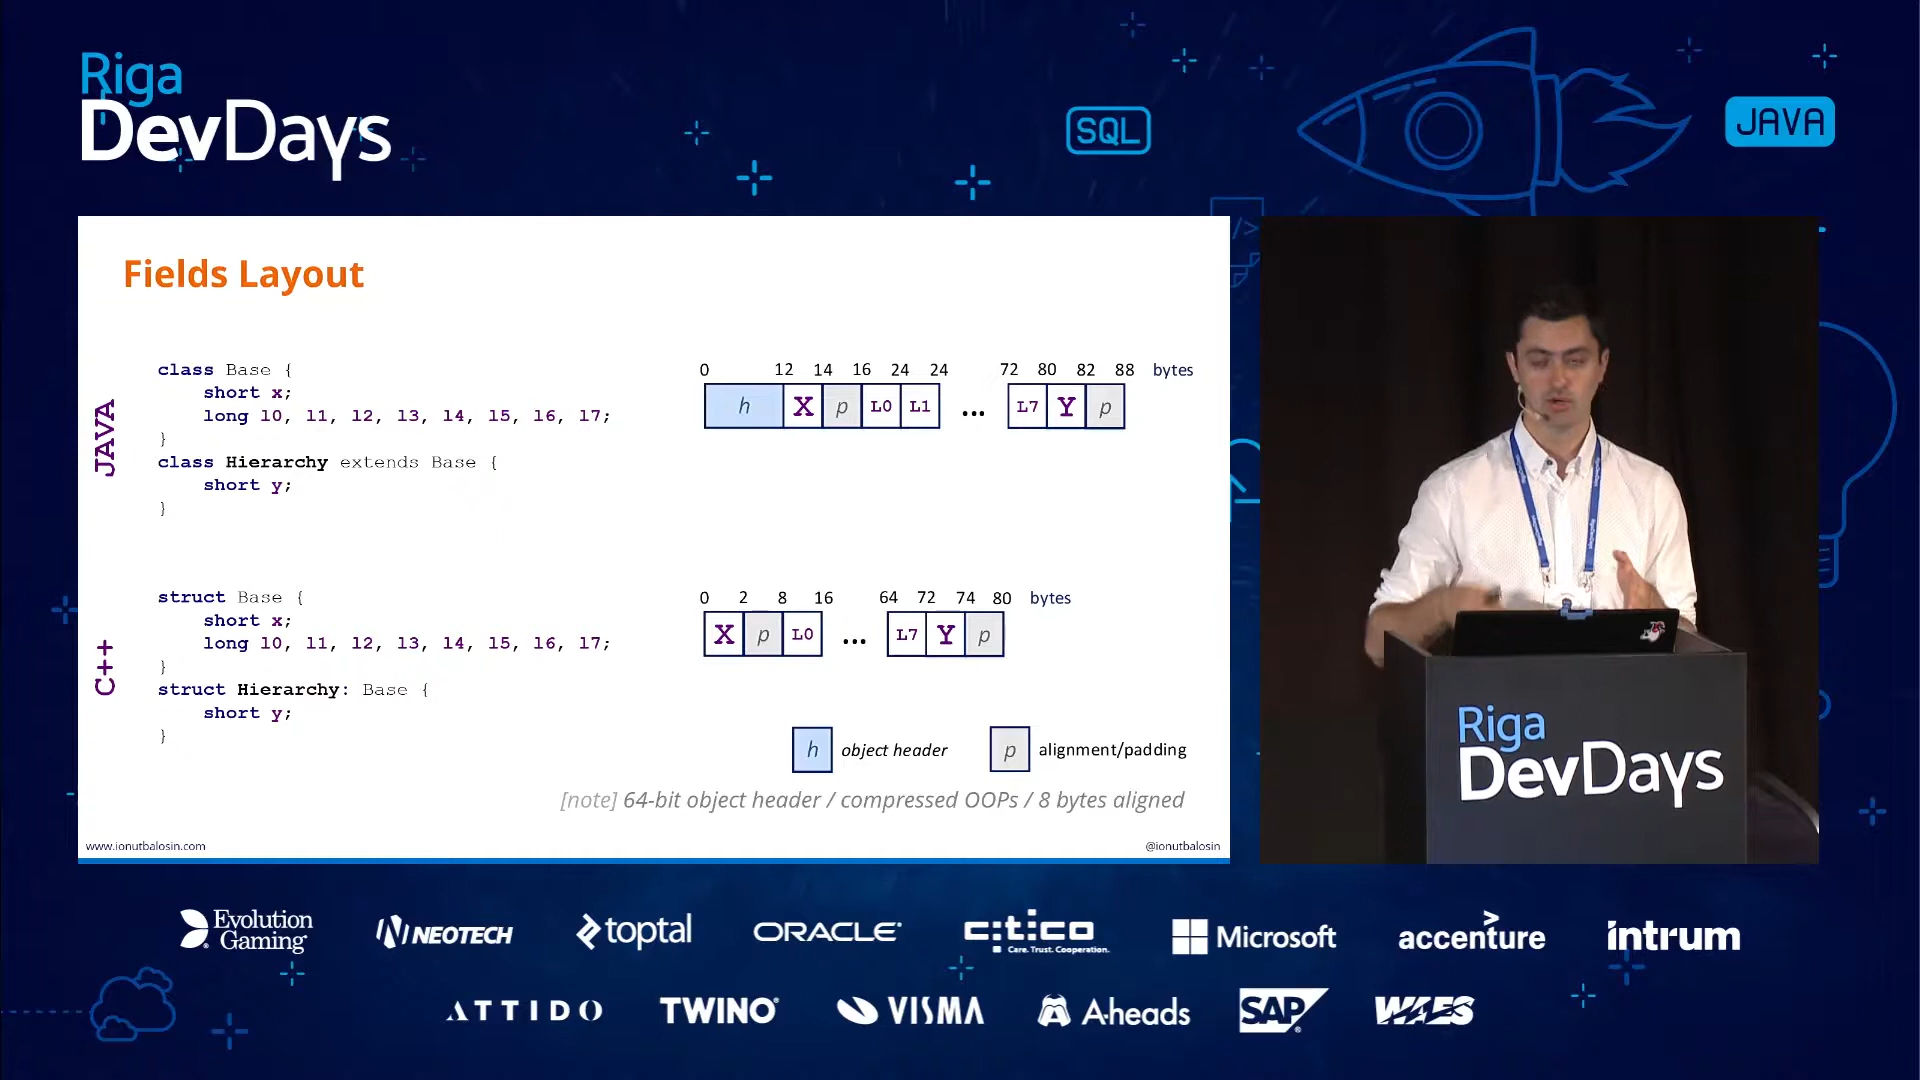 Riga
DevDays
SQL
JAVA
</>
Fields Layout
JAVA
class Base {
short x;
long l0, l1, l2, l3, l4, l5, l6, l7;
}
class Hierarchy extends Base {
short y;
}
0 12 14 16 24 24 72 80 82 88 bytes
h X p L0 L1 ... L7 Y p
C++
struct Base {
short x;
long l0, l1, l2, l3, l4, l5, l6, l7;
}
struct Hierarchy: Base {
short y;
}
0 2 8 16 64 72 74 80 bytes
X p L0 ... L7 Y p
h object header p alignment/padding
[note] 64-bit object header / compressed OOPs / 8 bytes aligned
www.ionutbalosin.com @ionutbalosin
Riga
DevDays
Evolution
Gaming
NEOTECH
toptal
ORACLE
citico
Care. Trust. Cooperation.
Microsoft
accenture
intrum
ATTIDO
TWINO
VISMA
A-heads
SAP